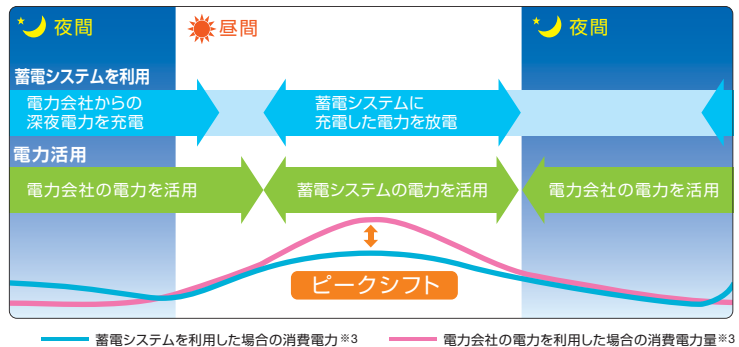 夜間
昼間
夜間
蓄電システムを利用
電力会社からの
深夜電力を充電
蓄電システムに
充電した電力を放電
電力活用
電力会社の電力を活用
蓄電システムの電力を活用
電力会社の電力を活用
ピークシフト
蓄電システムを利用した場合の消費電力※3
電力会社の電力を利用した場合の消費電力量※3